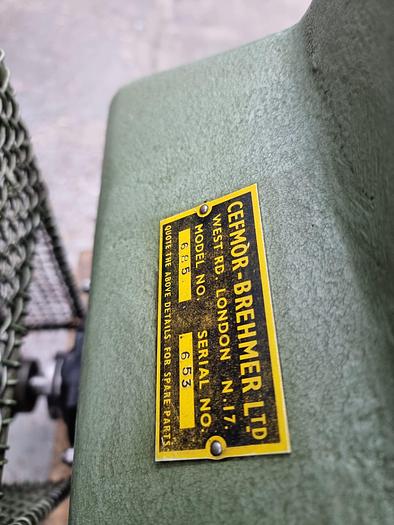 CEFMOR-BREHMER LTD
WEST RD. LONDON N.17.
MODEL NO. SERIAL NO.
685. 653
QUOTE THE ABOVE DETAILS FOR SPARE PARTS